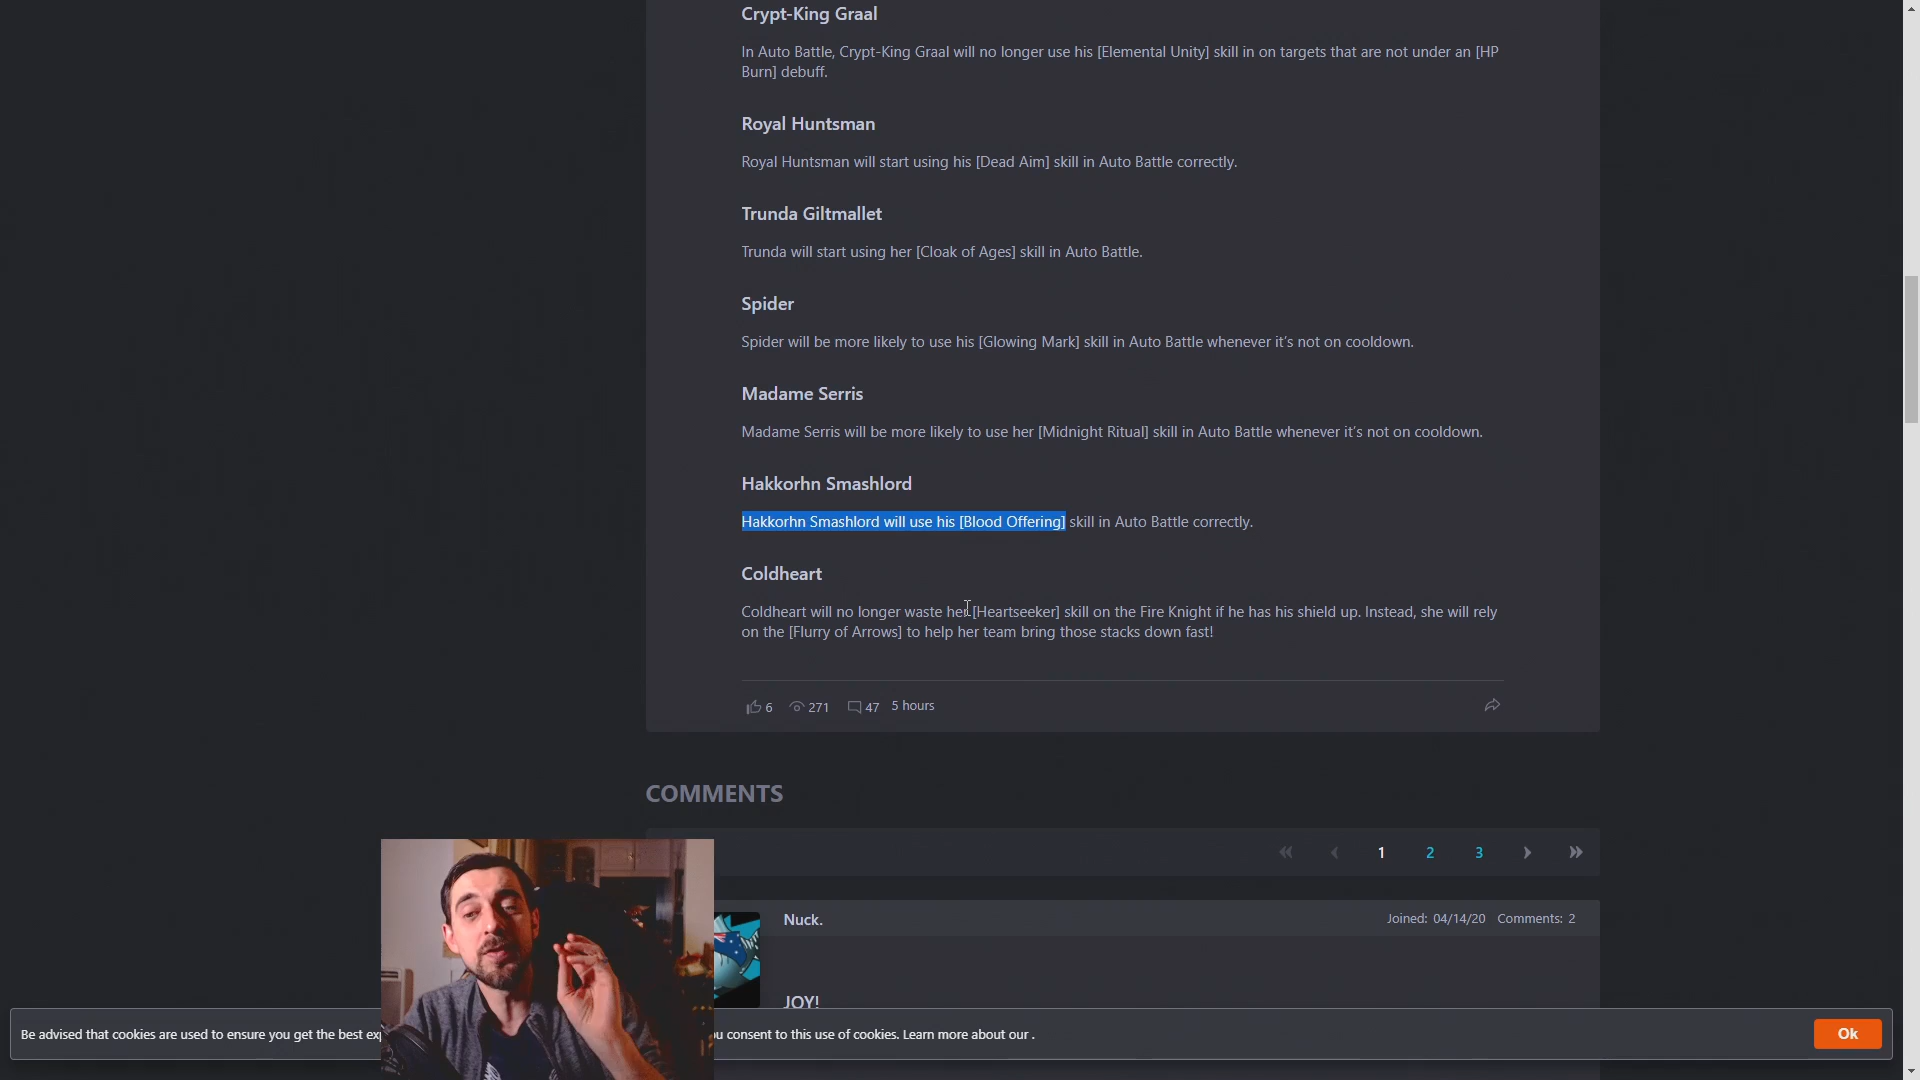 Crypt-King Graal
In Auto Battle, Crypt-King Graal will no longer use his [Elemental Unity] skill in on targets that are not under an [HP
Burn] debuff.
Royal Huntsman
Royal Huntsman will start using his [Dead Aim] skill in Auto Battle correctly.
Trunda Giltmallet
Trunda will start using her [Cloak of Ages] skill in Auto Battle.
Spider
Spider will be more likely to use his [Glowing Mark] skill in Auto Battle whenever it's not on cooldown.
Madame Serris
Madame Serris will be more likely to use her [Midnight Ritual] skill in Auto Battle whenever it's not on cooldown.
Hakkorhn Smashlord
Hakkorhn Smashlord will use his [Blood Offering] skill in Auto Battle correctly.
Coldheart
Coldheart will no longer waste her [Heartseeker] skill on the Fire Knight if he has his shield up. Instead, she will rely
on the [Flurry of Arrows] to help her team bring those stacks down fast!
6 271 47 5 hours
COMMENTS
1 2 3
Nuck. Joined: 04/14/20 Comments: 2
JOY!
Be advised that cookies are used to ensure you get the best consent to this use of cookies. Learn more about our . Ok